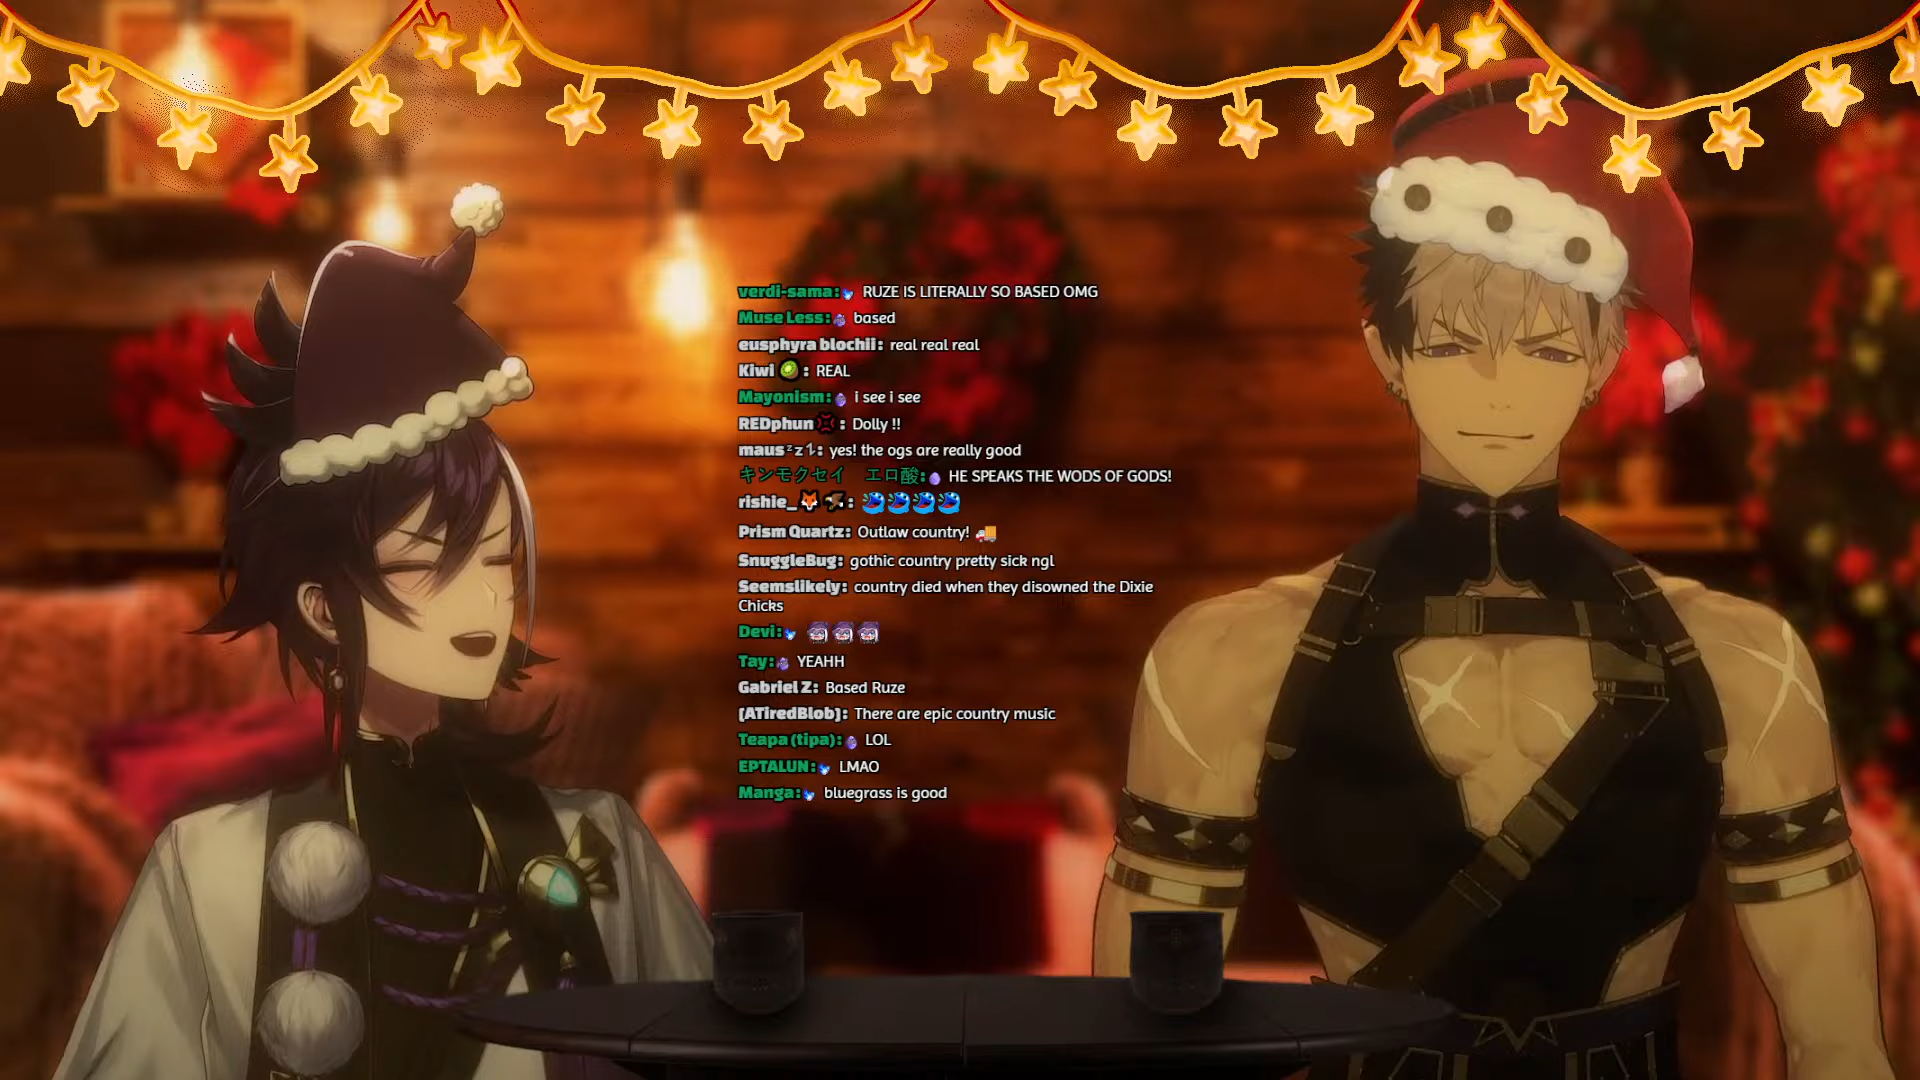 verdi-sama: RUZE IS LITERALLY SO BASED OMG
Muse Less: based
eusphyra blochii: real real real
Kiwi 🥝: REAL
Mayonism: i see i see
REDphun 💢: Dolly !!
maus ᶻ 𝗓 𐰁: yes! the ogs are really good
キンモクセイ　エロ酸: HE SPEAKS THE WODS OF GODS!
rishie_🦊: 🌊🌊🌊🌊
Prism Quartz: Outlaw country! 🚚
SnuggleBug: gothic country pretty sick ngl
Seemslikely: country died when they disowned the Dixie
Chicks
Devi:
Tay: YEAHH
Gabriel Z: Based Ruze
[ATiredBlob]: There are epic country music
Teapa (tipa): LOL
EPTALUN: LMAO
Manga: bluegrass is good